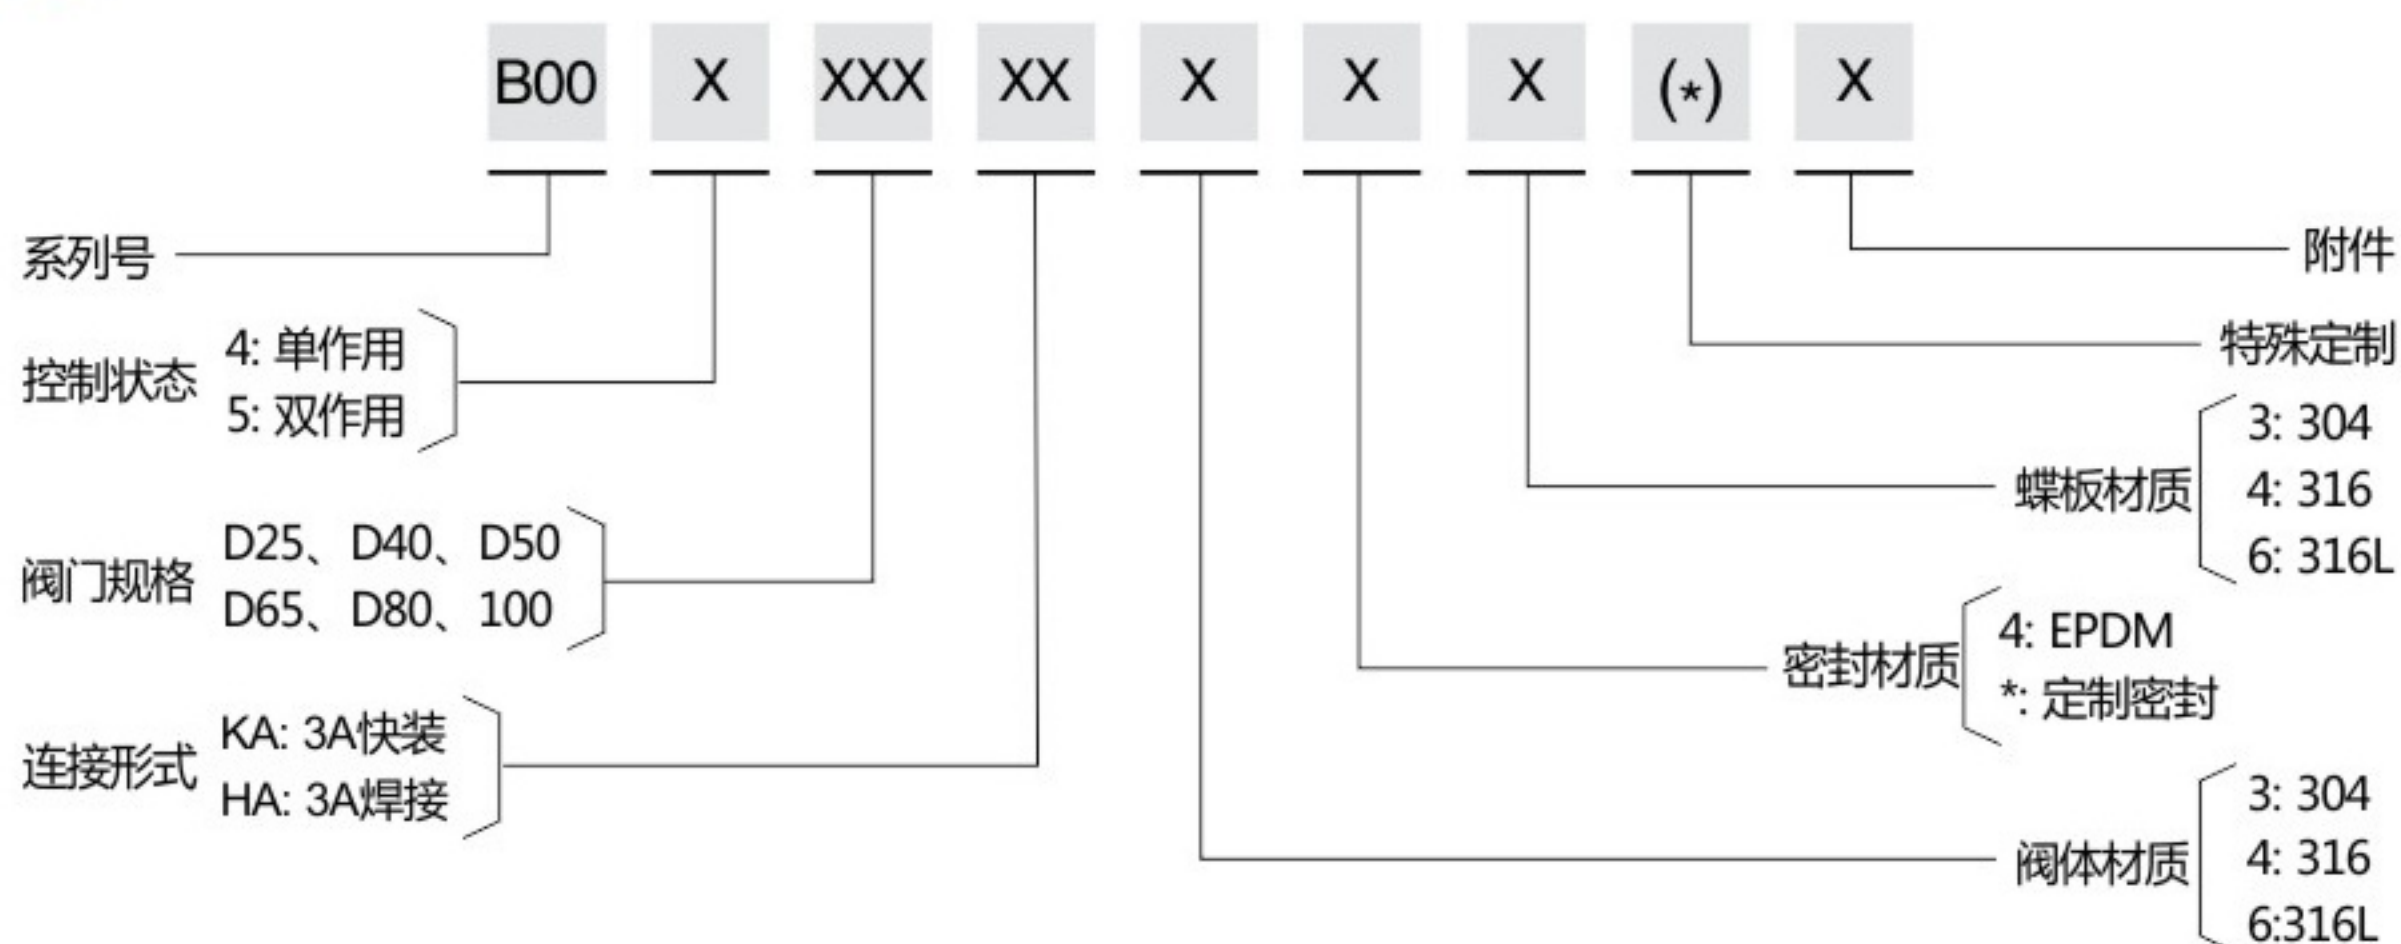 B00 X XXX XX X X X (*) X
系列号
控制状态
4: 单作用
5: 双作用
阀门规格
D25、D40、D50
D65、D80、100
连接形式
KA: 3A快装
HA: 3A焊接
附件
特殊定制
蝶板材质
3: 304
4: 316
6: 316L
密封材质
4: EPDM
*: 定制密封
阀体材质
3: 304
4: 316
6:316L